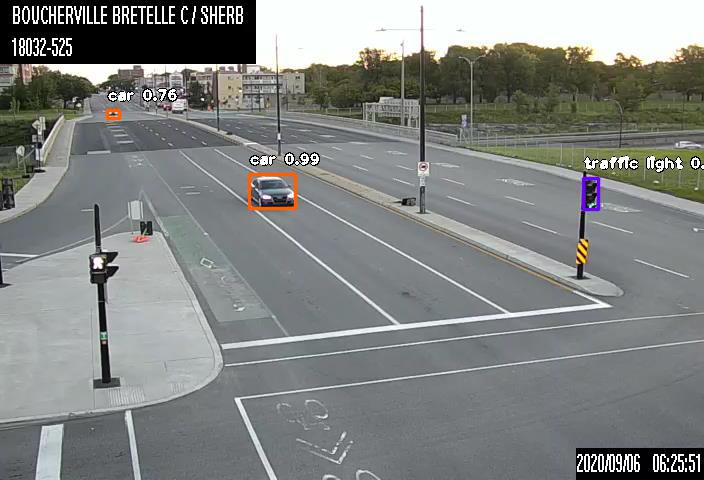 BOUCHERVILLE BRETELLE C / SHERB
18032-525
car 0.76
car 0.99
traffic light 0.
2020/09/06 06:25:51